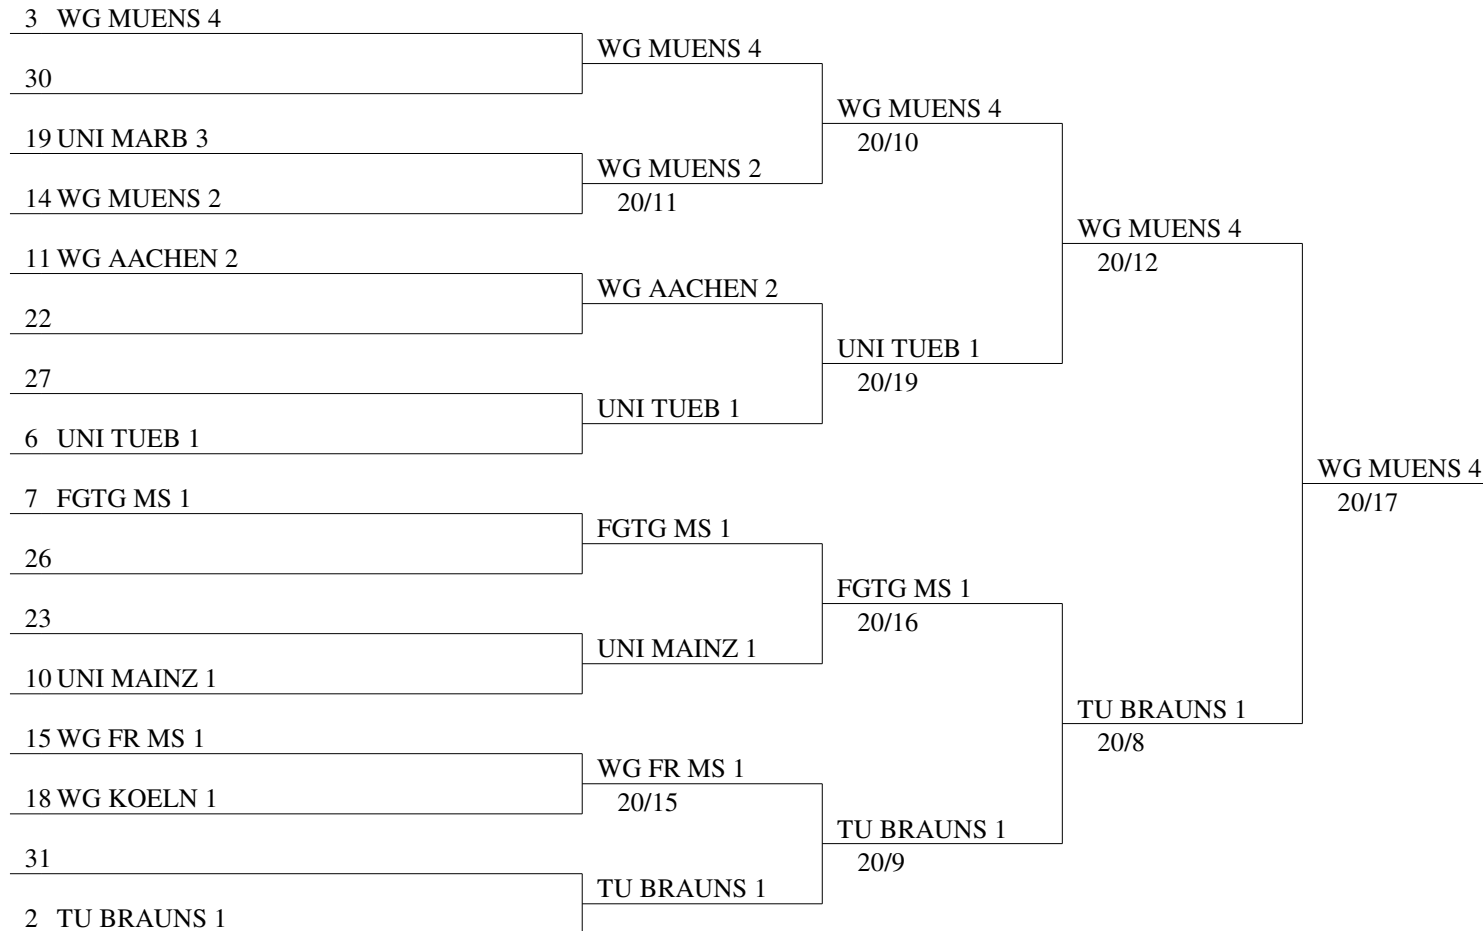 3 WG MUENS 4
30
19 UNI MARB 3
14 WG MUENS 2
11 WG AACHEN 2
22
27
6 UNI TUEB 1
7 FGTG MS 1
26
23
10 UNI MAINZ 1
15 WG FR MS 1
18 WG KOELN 1
31
2 TU BRAUNS 1
WG MUENS 4
WG MUENS 2
20/11
WG AACHEN 2
UNI TUEB 1
FGTG MS 1
UNI MAINZ 1
WG FR MS 1
20/15
TU BRAUNS 1
WG MUENS 4
20/10
UNI TUEB 1
20/19
FGTG MS 1
20/16
TU BRAUNS 1
20/9
WG MUENS 4
20/12
TU BRAUNS 1
20/8
WG MUENS 4
20/17